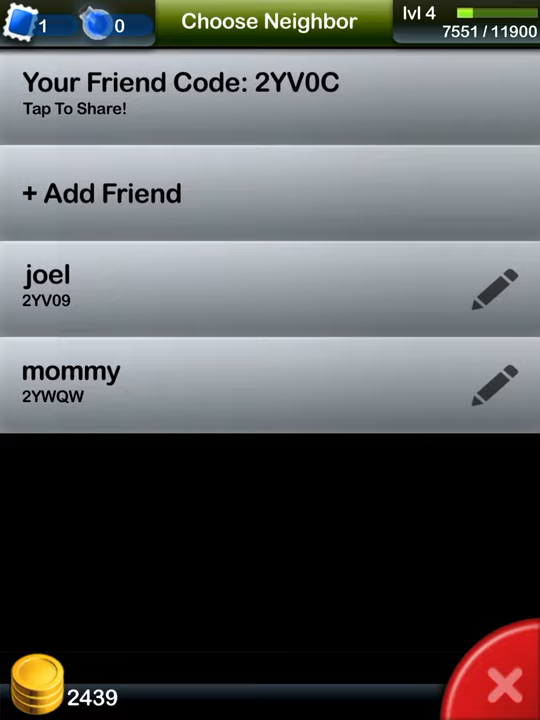 1
0
Choose Neighbor
lvl 4
7551 / 11900
Your Friend Code: 2YV0C
Tap To Share!
+ Add Friend
joel
2YV09
mommy
2YWQW
2439